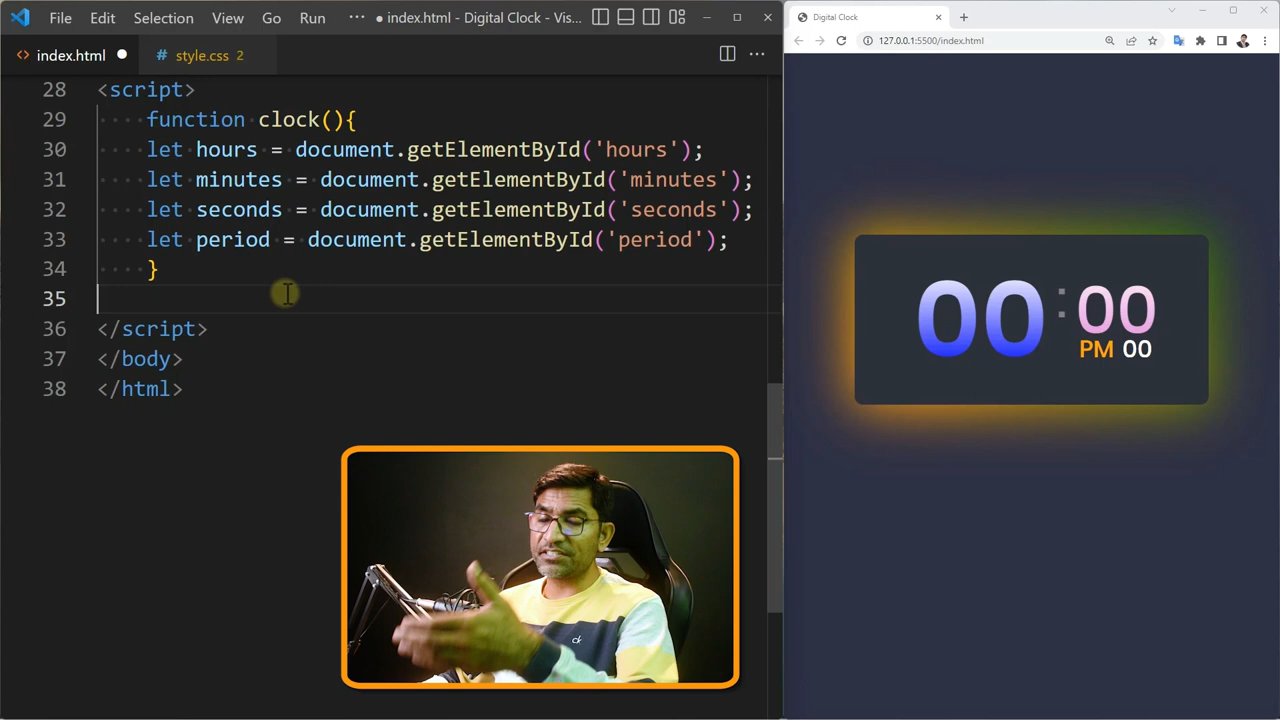 File Edit Selection View Go Run ··· ● index.html - Digital Clock - Vis...
index.html ● # style.css 2
28 <script>
29 function clock(){
30 let hours = document.getElementById('hours');
31 let minutes = document.getElementById('minutes');
32 let seconds = document.getElementById('seconds');
33 let period = document.getElementById('period');
34 }
35
36 </script>
37 </body>
38 </html>
Digital Clock
127.0.0.1:5500/index.html
00 : 00
PM 00